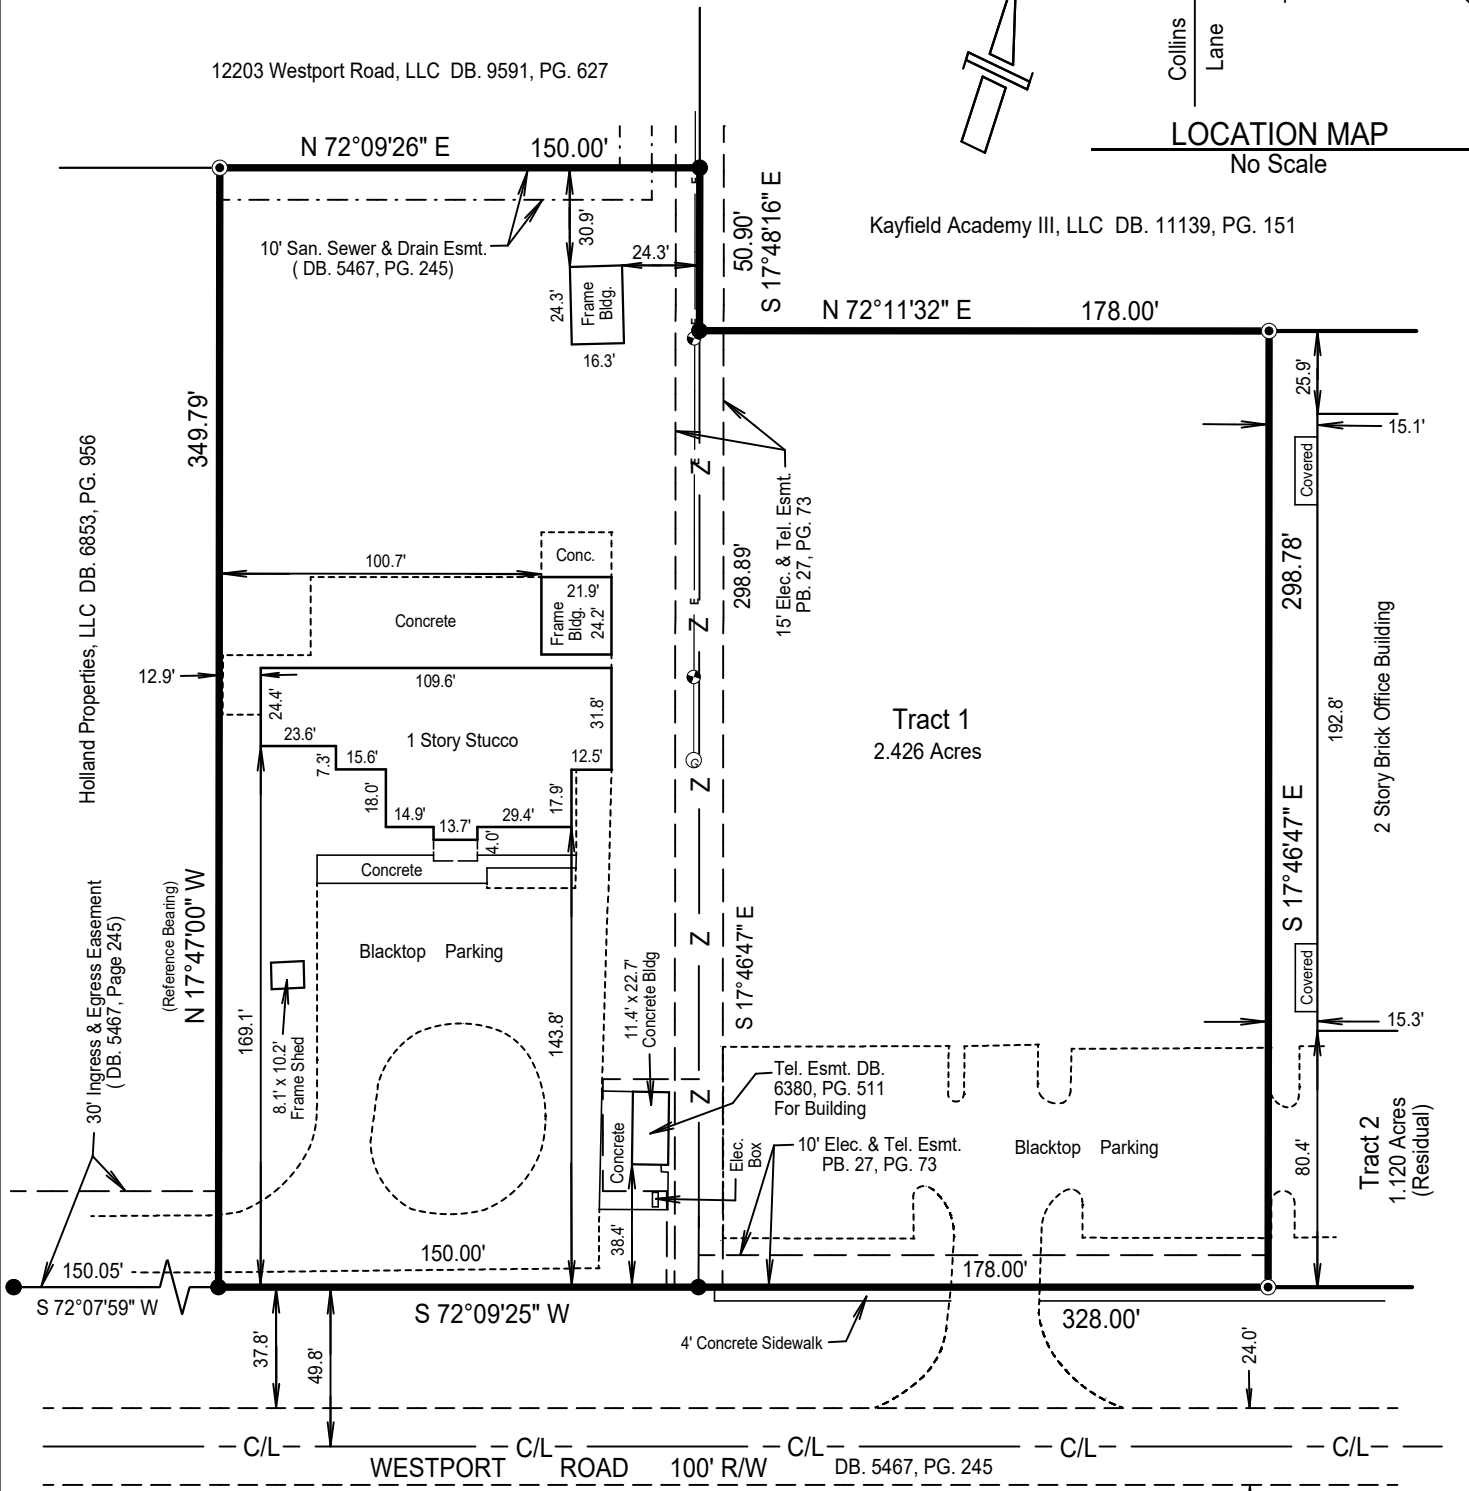 Collins
Lane
LOCATION MAP
No Scale
12203 Westport Road, LLC DB. 9591, PG. 627
N 72°09'26" E 150.00'
50.90'
S 17°48'16" E
Kayfield Academy III, LLC DB. 11139, PG. 151
10' San. Sewer & Drain Esmt.
( DB. 5467, PG. 245)
30.9'
24.3'
24.3'
Frame
Bldg.
16.3'
N 72°11'32" E 178.00'
25.9'
15.1'
Covered
349.79'
Holland Properties, LLC DB. 6853, PG. 956
E
E
E
E
Z
Z
Z
Z
Z
G
298.89'
15' Elec. & Tel. Esmt.
PB. 27, PG. 73
298.78'
100.7'
Conc.
21.9'
Frame
Bldg.
24.2'
Concrete
12.9'
109.6'
24.4'
31.8'
23.6'
1 Story Stucco
7.3'
15.6'
12.5'
18.0'
17.9'
14.9'
13.7'
29.4'
4.0'
Concrete
Tract 1
2.426 Acres
192.8'
2 Story Brick Office Building
S 17°46'47" E
Covered
15.3'
(Reference Bearing)
N 17°47'00" W
30' Ingress & Egress Easement
( DB. 5467, Page 245)
Blacktop Parking
169.1'
8.1' x 10.2'
Frame Shed
143.8'
11.4' x 22.7'
Concrete Bldg
S 17°46'47" E
Tel. Esmt. DB.
6380, PG. 511
For Building
Concrete
Elec.
Box
10' Elec. & Tel. Esmt.
PB. 27, PG. 73
Blacktop Parking
80.4'
Tract 2
1.120 Acres
(Residual)
38.4'
150.05'
S 72°07'59" W
150.00'
178.00'
S 72°09'25" W
328.00'
4' Concrete Sidewalk
37.8'
49.8'
24.0'
C/L C/L C/L C/L C/L
WESTPORT ROAD 100' R/W DB. 5467, PG. 245